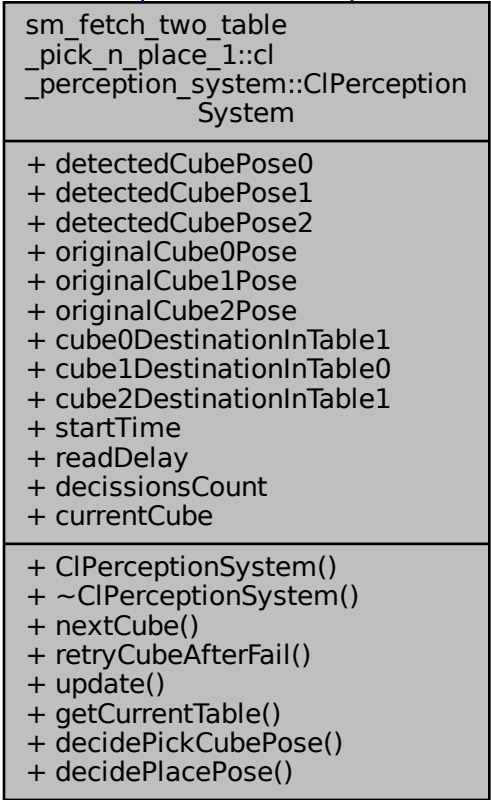 sm_fetch_two_table
_pick_n_place_1::cl
_perception_system::ClPerception
System
+ detectedCubePose0
+ detectedCubePose1
+ detectedCubePose2
+ originalCube0Pose
+ originalCube1Pose
+ originalCube2Pose
+ cube0DestinationInTable1
+ cube1DestinationInTable0
+ cube2DestinationInTable1
+ startTime
+ readDelay
+ decissionsCount
+ currentCube
+ ClPerceptionSystem()
+ ~ClPerceptionSystem()
+ nextCube()
+ retryCubeAfterFail()
+ update()
+ getCurrentTable()
+ decidePickCubePose()
+ decidePlacePose()